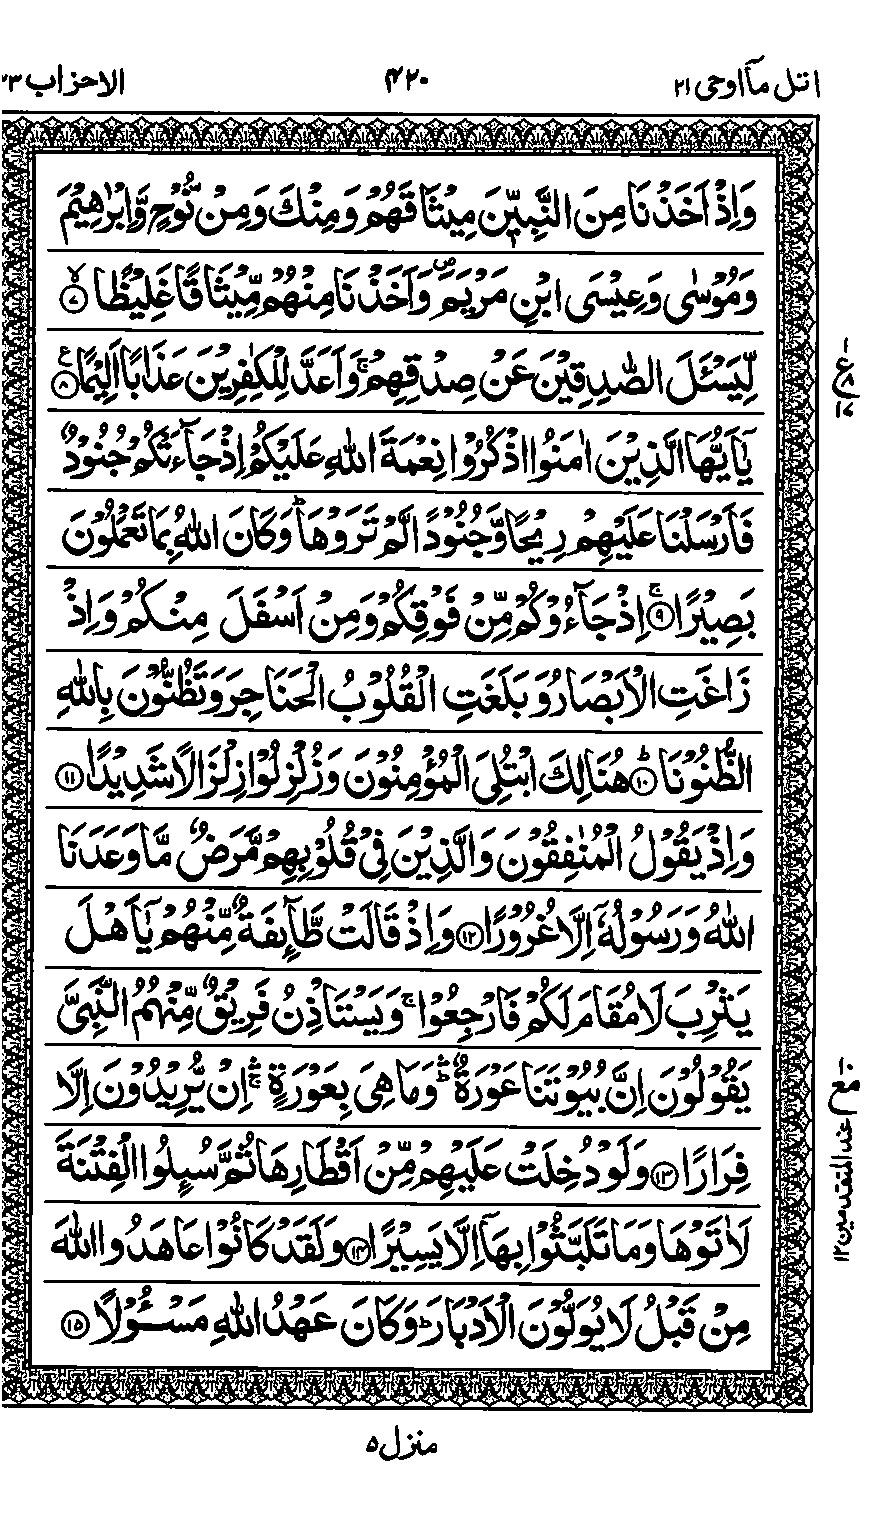 اتل مآ اوحی ۲۱ ۴۲۰ الاحزاب ۳۳
وَاِذْ اَخَذْنَا مِنَ النَّبِيّٖنَ مِيْثَاقَهُمْ وَمِنْكَ وَمِنْ نُّوْحٍ وَّاِبْرٰهِيْمَ
وَمُوْسٰى وَعِيْسَى ابْنِ مَرْيَمَ ۪ وَاَخَذْنَا مِنْهُمْ مِّيْثَاقًا غَلِيْظًا ۙ﴿۷﴾
لِّيَسْـَٔلَ الصّٰدِقِيْنَ عَنْ صِدْقِهِمْ ۚ وَاَعَدَّ لِلْكٰفِرِيْنَ عَذَابًا اَلِيْمًا ﴿۸﴾ ع
يٰۤاَيُّهَا الَّذِيْنَ اٰمَنُوا اذْكُرُوْا نِعْمَةَ اللّٰهِ عَلَيْكُمْ اِذْ جَآءَتْكُمْ جُنُوْدٌ
فَاَرْسَلْنَا عَلَيْهِمْ رِيْحًا وَّجُنُوْدًا لَّمْ تَرَوْهَا ؕ وَكَانَ اللّٰهُ بِمَا تَعْمَلُوْنَ
بَصِيْرًا ۚ﴿۹﴾ اِذْ جَآءُوْكُمْ مِّنْ فَوْقِكُمْ وَمِنْ اَسْفَلَ مِنْكُمْ وَاِذْ
زَاغَتِ الْاَبْصَارُ وَبَلَغَتِ الْقُلُوْبُ الْحَنَاجِرَ وَتَظُنُّوْنَ بِاللّٰهِ
الظُّنُوْنَا ؕ﴿۱۰﴾ هُنَالِكَ ابْتُلِيَ الْمُؤْمِنُوْنَ وَزُلْزِلُوْا زِلْزَالًا شَدِيْدًا ﴿۱۱﴾
وَاِذْ يَقُوْلُ الْمُنٰفِقُوْنَ وَالَّذِيْنَ فِيْ قُلُوْبِهِمْ مَّرَضٌ مَّا وَعَدَنَا
اللّٰهُ وَرَسُوْلُهٗۤ اِلَّا غُرُوْرًا ﴿۱۲﴾ وَاِذْ قَالَتْ طَّآئِفَةٌ مِّنْهُمْ يٰۤاَهْلَ
يَثْرِبَ لَا مُقَامَ لَكُمْ فَارْجِعُوْا ۚ وَيَسْتَاْذِنُ فَرِيْقٌ مِّنْهُمُ النَّبِيَّ
يَقُوْلُوْنَ اِنَّ بُيُوْتَنَا عَوْرَةٌ ؕۛ وَمَا هِيَ بِعَوْرَةٍ ۚۛ اِنْ يُّرِيْدُوْنَ اِلَّا
فِرَارًا ﴿۱۳﴾ وَلَوْ دُخِلَتْ عَلَيْهِمْ مِّنْ اَقْطَارِهَا ثُمَّ سُىِٕلُوا الْفِتْنَةَ
لَاٰتَوْهَا وَمَا تَلَبَّثُوْا بِهَاۤ اِلَّا يَسِيْرًا ﴿۱۴﴾ وَلَقَدْ كَانُوْا عَاهَدُوا اللّٰهَ
مِنْ قَبْلُ لَا يُوَلُّوْنَ الْاَدْبَارَ ؕ وَكَانَ عَهْدُ اللّٰهِ مَسْـُٔوْلًا ﴿۱۵﴾
منزل ۵
ع
۸
۱۷
مع
عند المتقدمین ۱۲